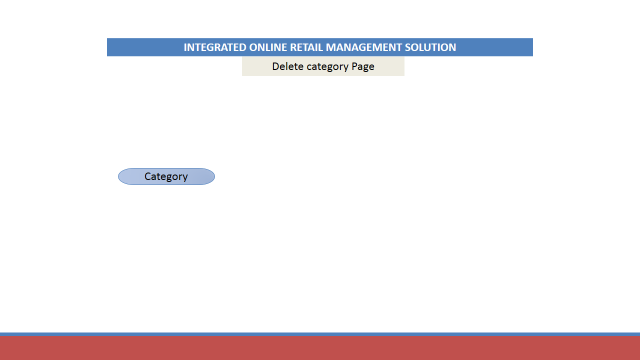 INTEGRATED ONLINE RETAIL MANAGEMENT SOLUTION
Delete category Page
Category